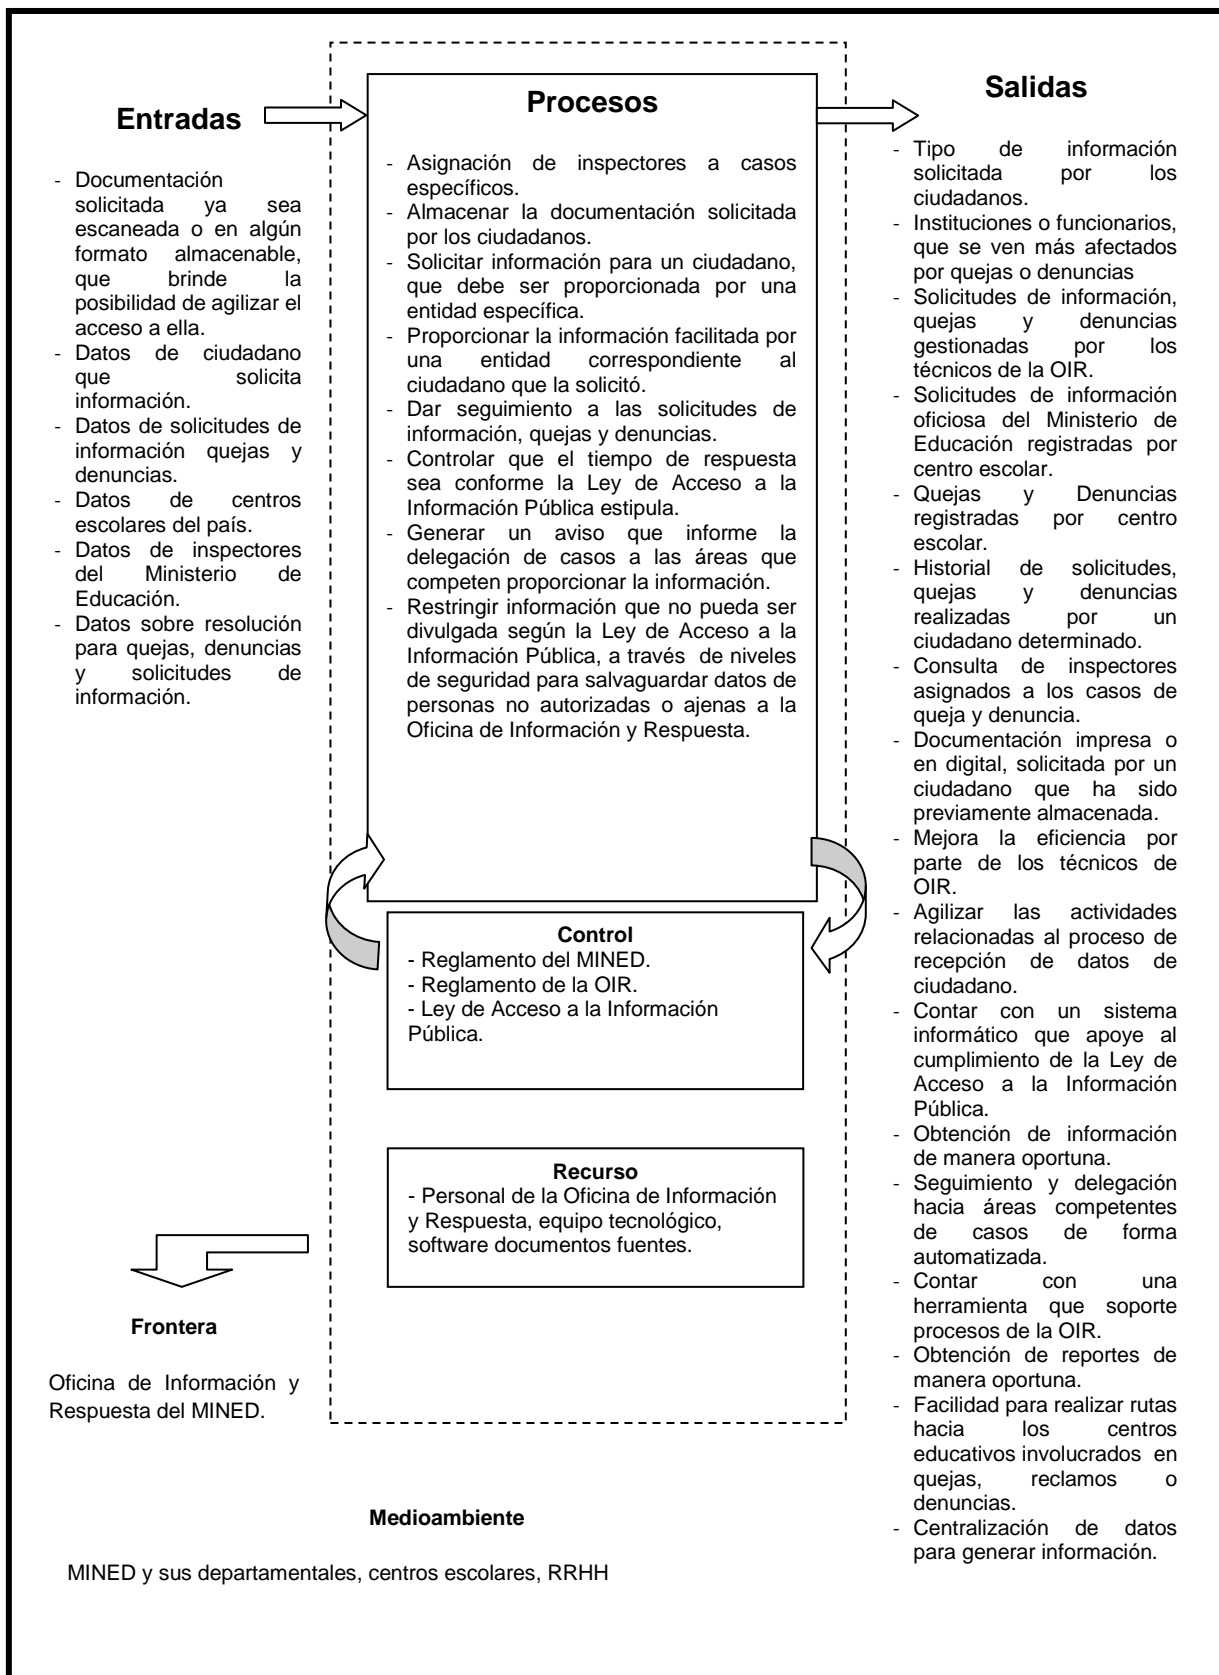 Entradas
- Documentación
solicitada ya sea
escaneada o en algún
formato almacenable,
que brinde la
posibilidad de agilizar el
acceso a ella.
- Datos de ciudadano
que solicita
información.
- Datos de solicitudes de
información quejas y
denuncias.
- Datos de centros
escolares del país.
- Datos de inspectores
del Ministerio de
Educación.
- Datos sobre resolución
para quejas, denuncias
y solicitudes de
información.
Procesos
- Asignación de inspectores a casos
específicos.
- Almacenar la documentación solicitada
por los ciudadanos.
- Solicitar información para un ciudadano,
que debe ser proporcionada por una
entidad específica.
- Proporcionar la información facilitada por
una entidad correspondiente al
ciudadano que la solicitó.
- Dar seguimiento a las solicitudes de
información, quejas y denuncias.
- Controlar que el tiempo de respuesta
sea conforme la Ley de Acceso a la
Información Pública estipula.
- Generar un aviso que informe la
delegación de casos a las áreas que
competen proporcionar la información.
- Restringir información que no pueda ser
divulgada según la Ley de Acceso a la
Información Pública, a través de niveles
de seguridad para salvaguardar datos de
personas no autorizadas o ajenas a la
Oficina de Información y Respuesta.
Control
- Reglamento del MINED.
- Reglamento de la OIR.
- Ley de Acceso a la Información
Pública.
Recurso
- Personal de la Oficina de Información
y Respuesta, equipo tecnológico,
software documentos fuentes.
Salidas
- Tipo de información
solicitada por los
ciudadanos.
- Instituciones o funcionarios,
que se ven más afectados
por quejas o denuncias
- Solicitudes de información,
quejas y denuncias
gestionadas por los
técnicos de la OIR.
- Solicitudes de información
oficiosa del Ministerio de
Educación registradas por
centro escolar.
- Quejas y Denuncias
registradas por centro
escolar.
- Historial de solicitudes,
quejas y denuncias
realizadas por un
ciudadano determinado.
- Consulta de inspectores
asignados a los casos de
queja y denuncia.
- Documentación impresa o
en digital, solicitada por un
ciudadano que ha sido
previamente almacenada.
- Mejora la eficiencia por
parte de los técnicos de
OIR.
- Agilizar las actividades
relacionadas al proceso de
recepción de datos de
ciudadano.
- Contar con un sistema
informático que apoye al
cumplimiento de la Ley de
Acceso a la Información
Pública.
- Obtención de información
de manera oportuna.
- Seguimiento y delegación
hacia áreas competentes
de casos de forma
automatizada.
- Contar con una
herramienta que soporte
procesos de la OIR.
- Obtención de reportes de
manera oportuna.
- Facilidad para realizar rutas
hacia los centros
educativos involucrados en
quejas, reclamos o
denuncias.
- Centralización de datos
para generar información.
Frontera
Oficina de Información y
Respuesta del MINED.
Medioambiente
MINED y sus departamentales, centros escolares, RRHH